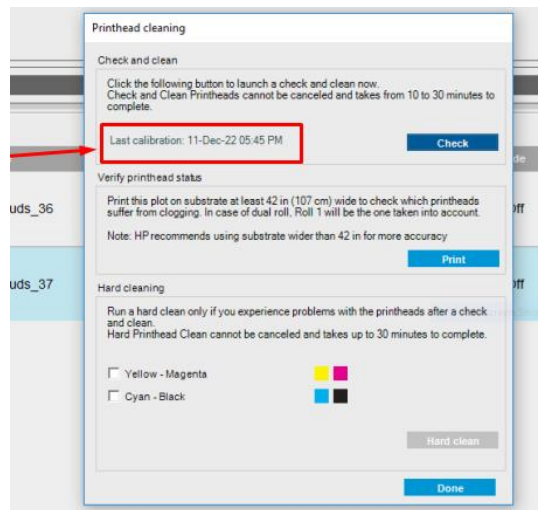 Printhead cleaning
Check and clean
Click the following button to launch a check and clean now.
Check and Clean Printheads cannot be canceled and takes from 10 to 30 minutes to
complete.
Last calibration: 11-Dec-22 05:45 PM
Check
de
Verify printhead status
Print this plot on substrate at least 42 in (107 cm) wide to check which printheads
suffer from clogging. In case of dual roll, Roll 1 will be the one taken into account.
uds_36
Off
Note: HP recommends using substrate wider than 42 in for more accuracy
Print
uds_37
Off
Hard cleaning
Run a hard clean only if you experience problems with the printheads after a check
and clean.
Hard Printhead Clean cannot be canceled and takes up to 30 minutes to complete.
Yellow - Magenta
Cyan - Black
Hard clean
Done